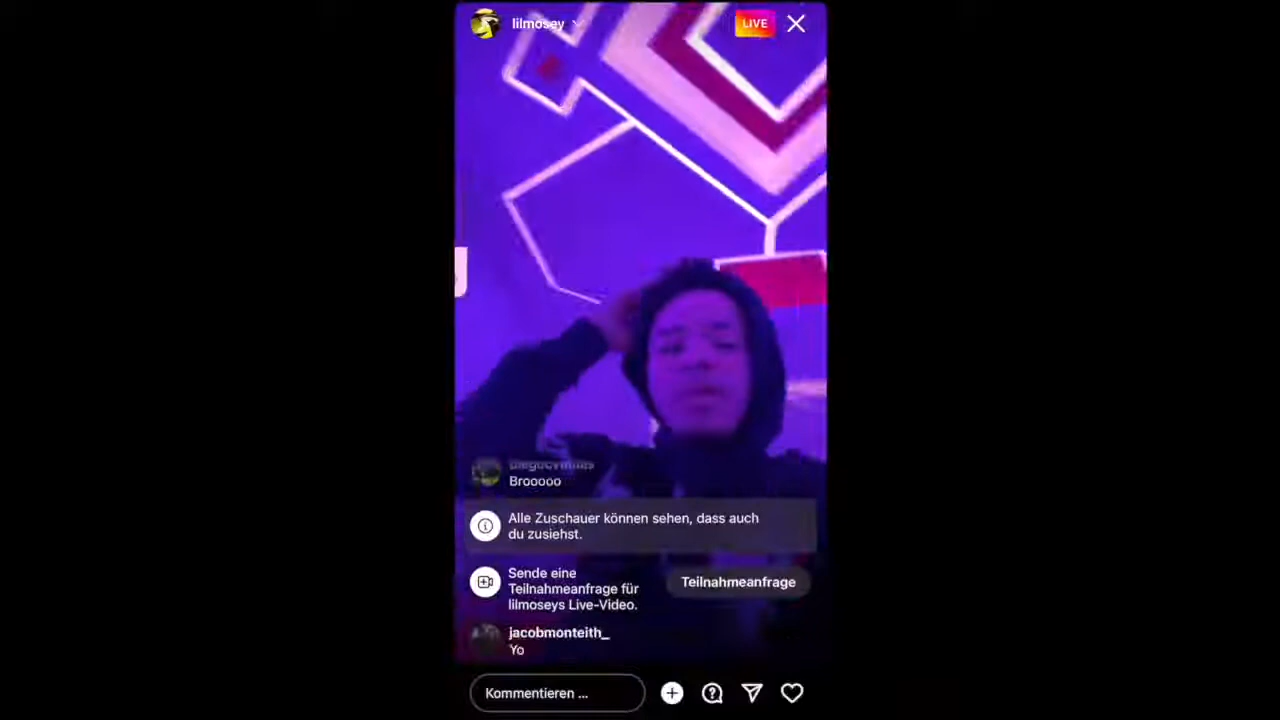 lilmosey
LIVE
Brooooo
Alle Zuschauer können sehen, dass auch
du zusiehst.
Sende eine
Teilnahmeanfrage für
lilmoseys Live-Video.
Teilnahmeanfrage
jacobmonteith_
Yo
Kommentieren ...